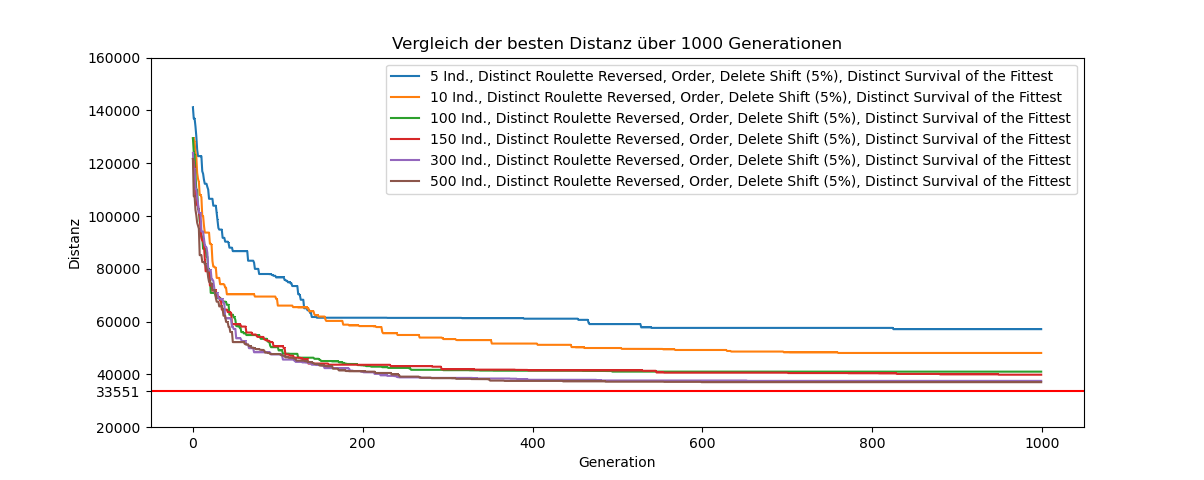 Vergleich der besten Distanz über 1000 Generationen
160000
140000
120000
100000
80000
60000
40000
33551
20000
Distanz
5 Ind., Distinct Roulette Reversed, Order, Delete Shift (5%), Distinct Survival of the Fittest
10 Ind., Distinct Roulette Reversed, Order, Delete Shift (5%), Distinct Survival of the Fittest
100 Ind., Distinct Roulette Reversed, Order, Delete Shift (5%), Distinct Survival of the Fittest
150 Ind., Distinct Roulette Reversed, Order, Delete Shift (5%), Distinct Survival of the Fittest
300 Ind., Distinct Roulette Reversed, Order, Delete Shift (5%), Distinct Survival of the Fittest
500 Ind., Distinct Roulette Reversed, Order, Delete Shift (5%), Distinct Survival of the Fittest
0 200 400 600 800 1000
Generation